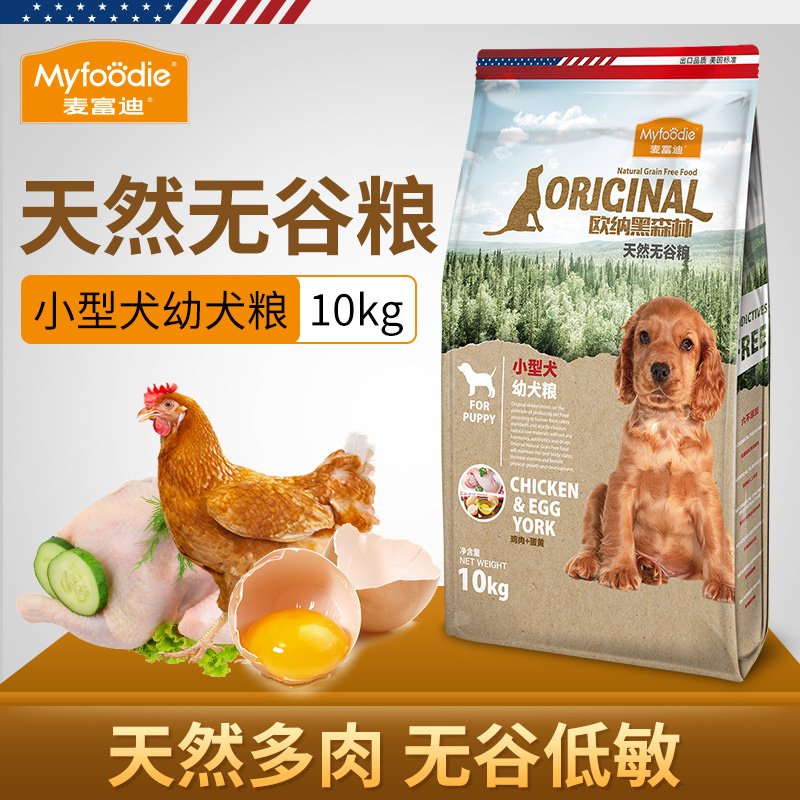 Myfoodie®
麦富迪®
天然无谷粮
小型犬幼犬粮 10kg
出口品质 美国标准
Myfoodie®
麦富迪®
Natural Grain Free Food
ORIGINAL
欧纳黑森林
天然无谷粮
小型犬
幼犬粮
FOR
PUPPY
CHICKEN
& EGG
YORK
鸡肉+蛋黄
净含量
NET WEIGHT
10kg
FREE
天然多肉 无谷低敏